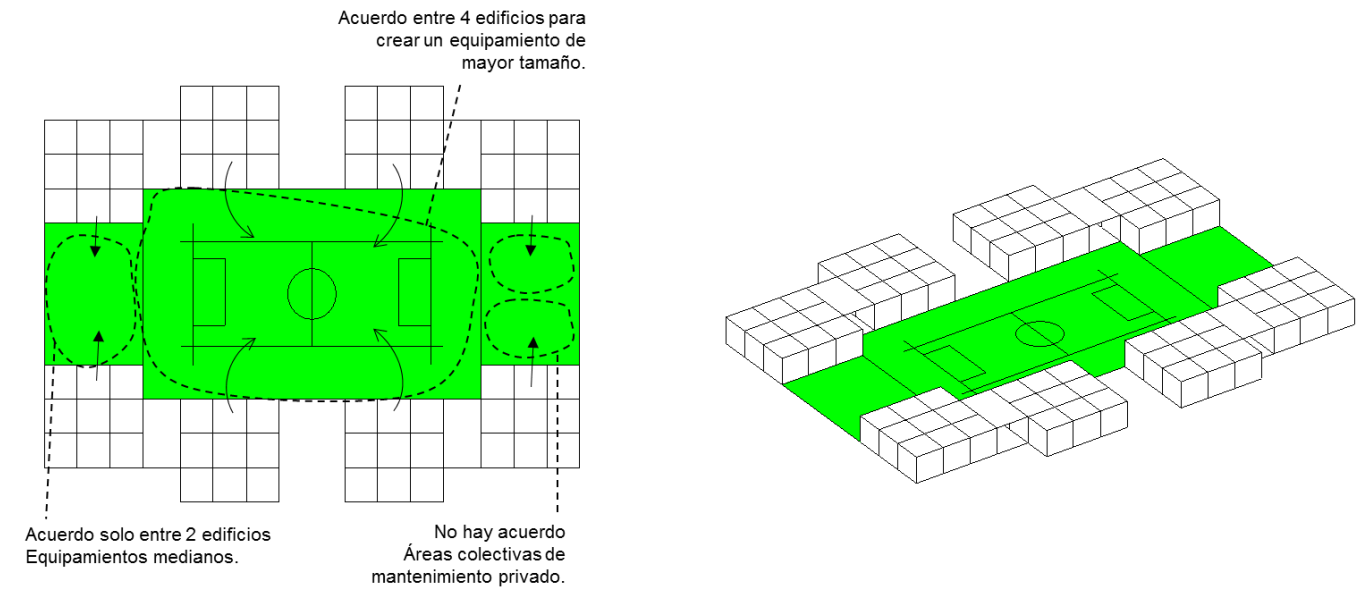 Acuerdo entre 4 edificios para
crear un equipamiento de
mayor tamaño.
Acuerdo solo entre 2 edificios
Equipamientos medianos.
No hay acuerdo
Áreas colectivas de
mantenimiento privado.